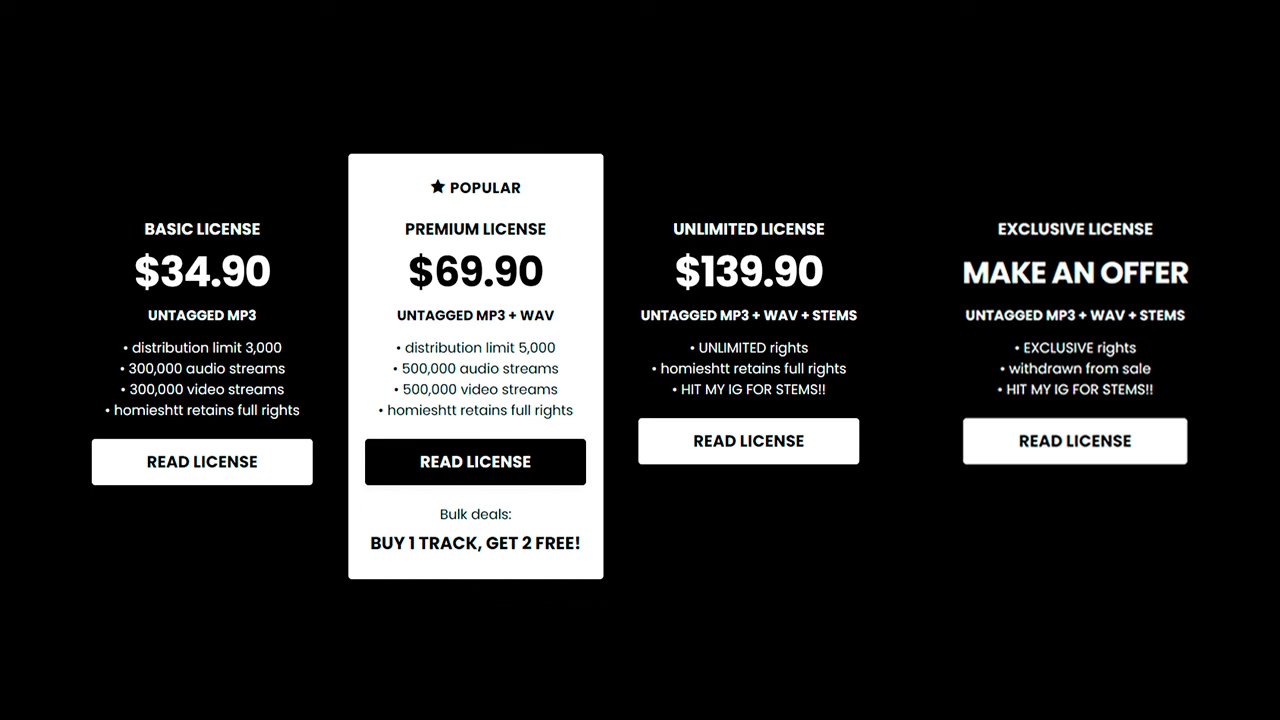 BASIC LICENSE
$34.90
UNTAGGED MP3
• distribution limit 3,000
• 300,000 audio streams
• 300,000 video streams
• homieshtt retains full rights
READ LICENSE
POPULAR
PREMIUM LICENSE
$69.90
UNTAGGED MP3 + WAV
• distribution limit 5,000
• 500,000 audio streams
• 500,000 video streams
• homieshtt retains full rights
READ LICENSE
Bulk deals:
BUY 1 TRACK, GET 2 FREE!
UNLIMITED LICENSE
$139.90
UNTAGGED MP3 + WAV + STEMS
• UNLIMITED rights
• homieshtt retains full rights
• HIT MY IG FOR STEMS!!
READ LICENSE
EXCLUSIVE LICENSE
MAKE AN OFFER
UNTAGGED MP3 + WAV + STEMS
• EXCLUSIVE rights
• withdrawn from sale
• HIT MY IG FOR STEMS!!
READ LICENSE